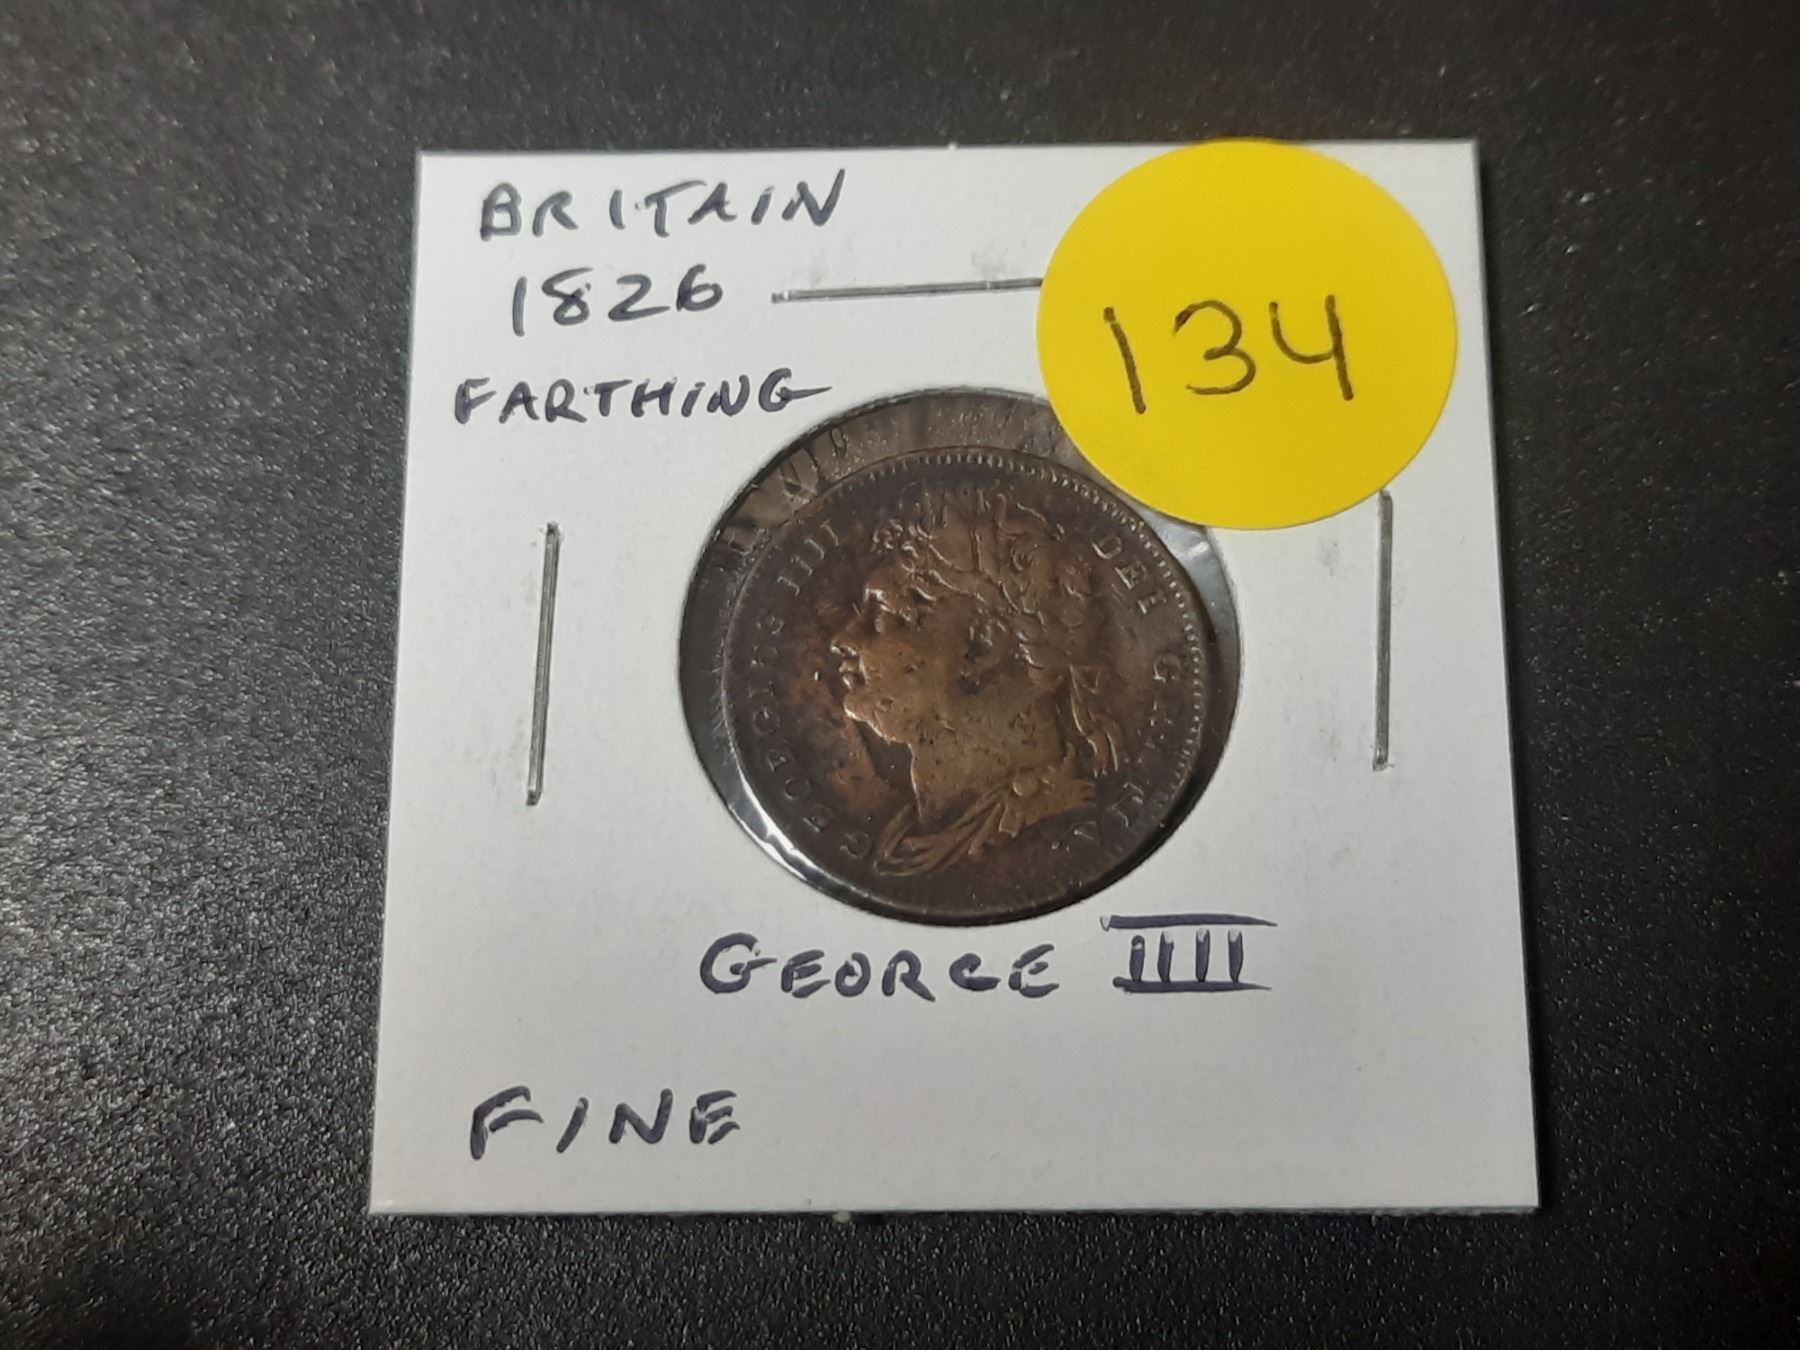 BRITAIN
1826
FARTHING
134
GEORGIUS IIII DEI GRATIA.
GEORGE IIII
FINE